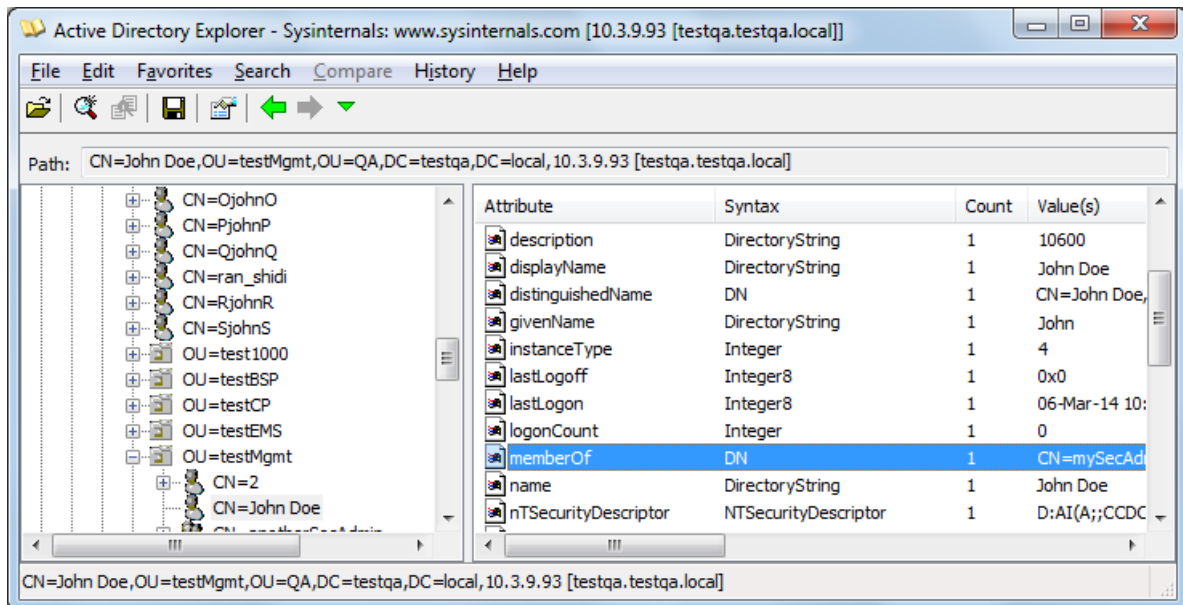 Active Directory Explorer - Sysinternals: www.sysinternals.com [10.3.9.93 [testqa.testqa.local]]
File Edit Favorites Search Compare History Help
Path: CN=John Doe,OU=testMgmt,OU=QA,DC=testqa,DC=local,10.3.9.93 [testqa.testqa.local]
CN=OjohnO
CN=PjohnP
CN=QjohnQ
CN=ran_shidi
CN=RjohnR
CN=SjohnS
OU=test1000
OU=testBSP
OU=testCP
OU=testEMS
OU=testMgmt
CN=2
CN=John Doe
CN=anotherSecAdmin
Attribute Syntax Count Value(s)
description DirectoryString 1 10600
displayName DirectoryString 1 John Doe
distinguishedName DN 1 CN=John Doe,
givenName DirectoryString 1 John
instanceType Integer 1 4
lastLogoff Integer8 1 0x0
lastLogon Integer8 1 06-Mar-14 10:
logonCount Integer 1 0
memberOf DN 1 CN=mySecAd
name DirectoryString 1 John Doe
nTSecurityDescriptor NTSecurityDescriptor 1 D:AI(A;;CCDC
CN=John Doe,OU=testMgmt,OU=QA,DC=testqa,DC=local,10.3.9.93 [testqa.testqa.local]